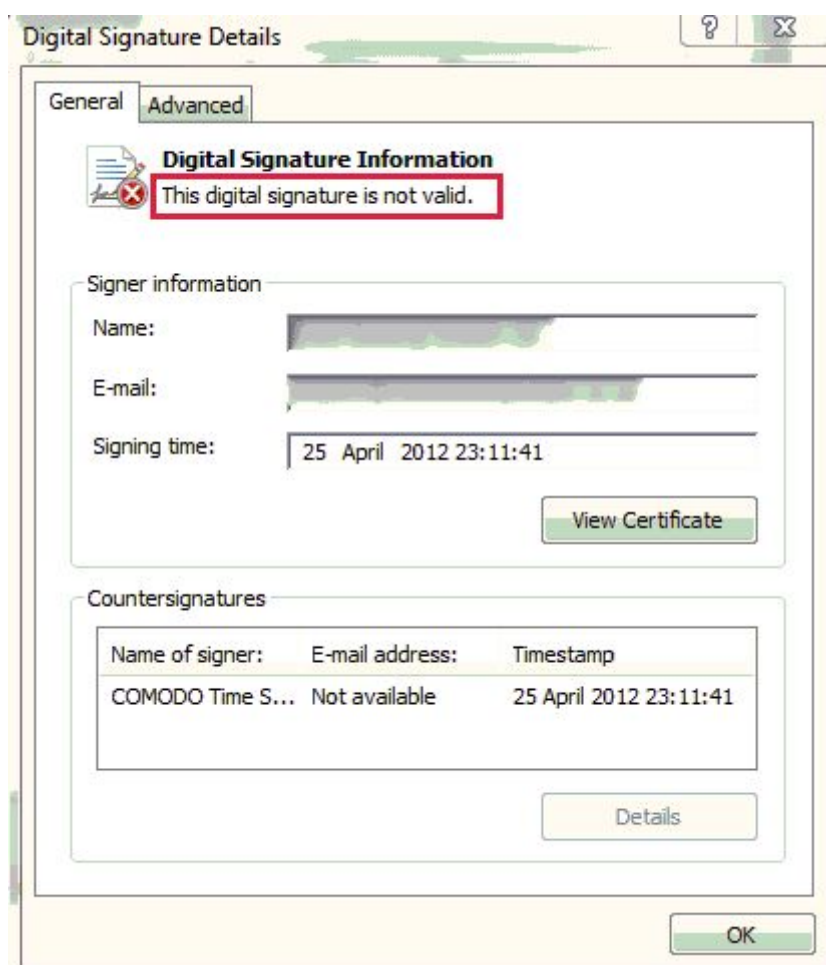 Digital Signature Details
General Advanced
Digital Signature Information
This digital signature is not valid.
Signer information
Name:
E-mail:
Signing time: 25 April 2012 23:11:41
View Certificate
Countersignatures
Name of signer: E-mail address: Timestamp
COMODO Time S... Not available 25 April 2012 23:11:41
Details
OK